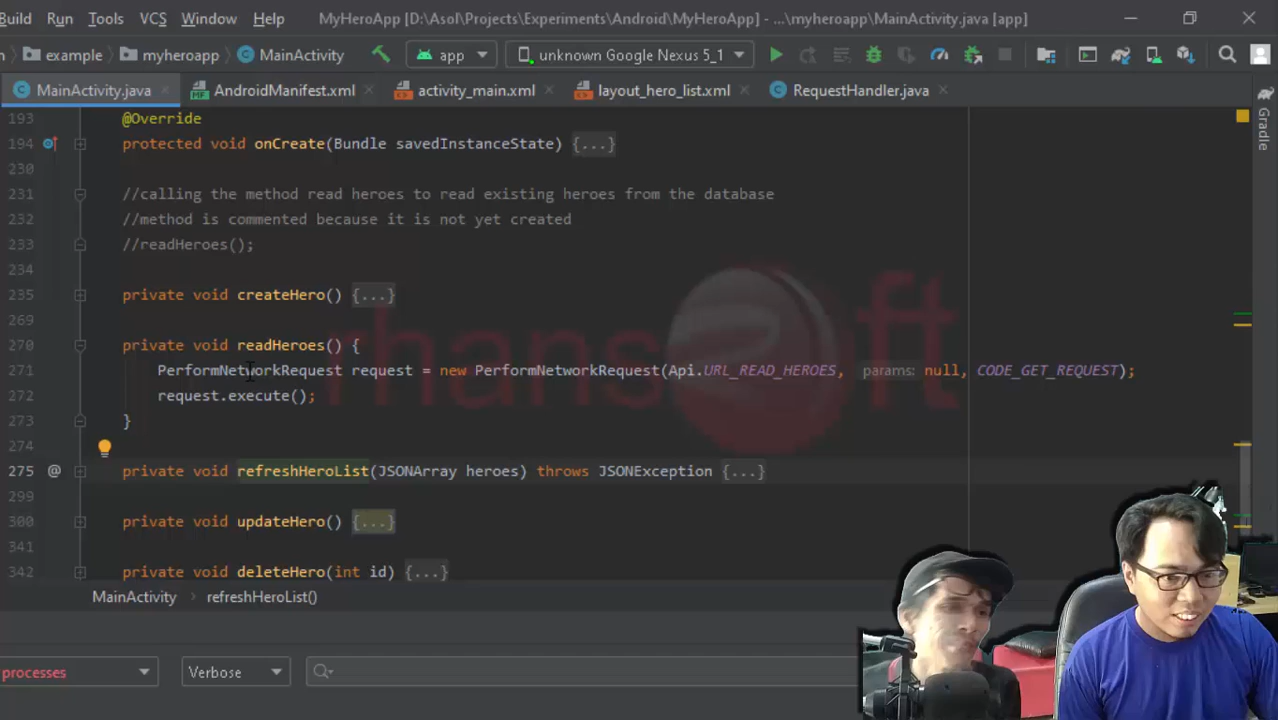 Build Run Tools VCS Window Help MyHeroApp [D:\Asol\Projects\Experiments\Android\MyHeroApp] - ...\myheroapp\MainActivity.java [app]
example myheroapp MainActivity app unknown Google Nexus 5_1
MainActivity.java AndroidManifest.xml activity_main.xml layout_hero_list.xml RequestHandler.java
Gradle
193 @Override
194 protected void onCreate(Bundle savedInstanceState) {...}
230
231 //calling the method read heroes to read existing heroes from the database
232 //method is commented because it is not yet created
233 //readHeroes();
234
235 private void createHero() {...}
269
270 private void readHeroes() {
271 PerformNetworkRequest request = new PerformNetworkRequest(Api.URL_READ_HEROES, params: null, CODE_GET_REQUEST);
272 request.execute();
273 }
274
275 private void refreshHeroList(JSONArray heroes) throws JSONException {...}
299
300 private void updateHero() {...}
341
342 private void deleteHero(int id) {...}
rhansoft
MainActivity › refreshHeroList()
processes Verbose